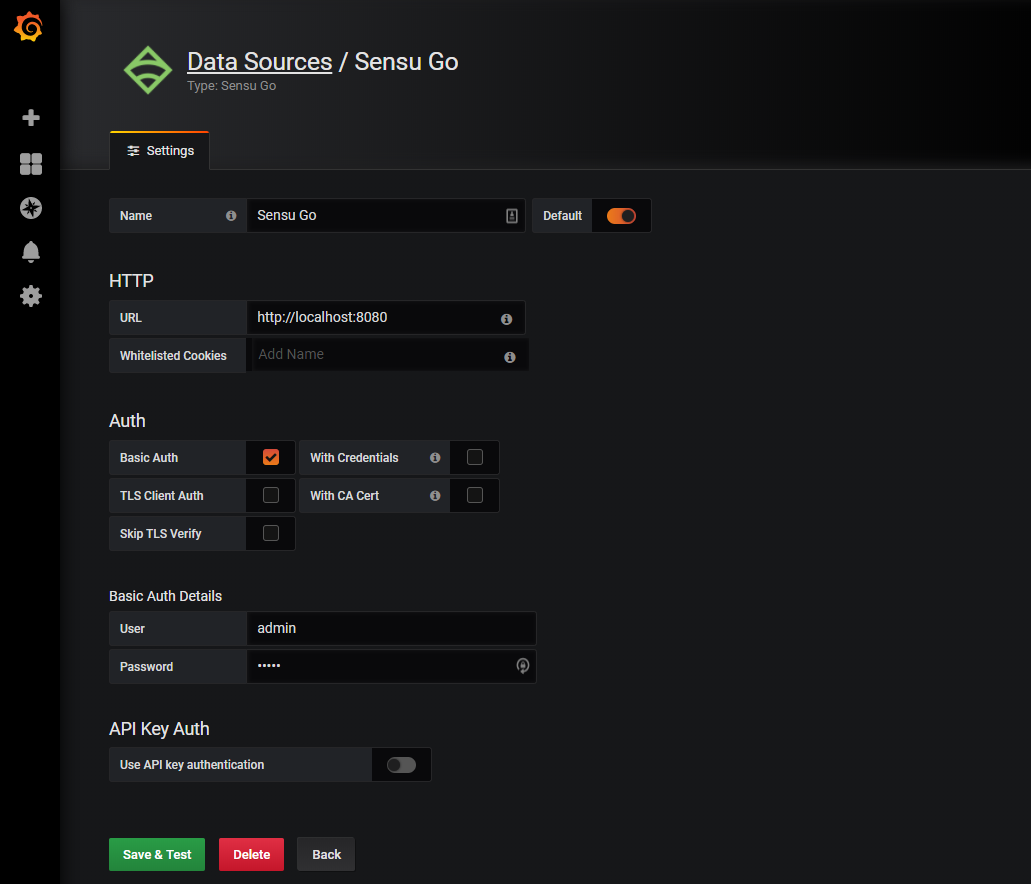 Data Sources / Sensu Go
Type: Sensu Go
Settings
Name
Sensu Go
Default
HTTP
URL
http://localhost:8080
Whitelisted Cookies
Add Name
Auth
Basic Auth
With Credentials
TLS Client Auth
With CA Cert
Skip TLS Verify
Basic Auth Details
User
admin
Password
•••••
API Key Auth
Use API key authentication
Save & Test
Delete
Back